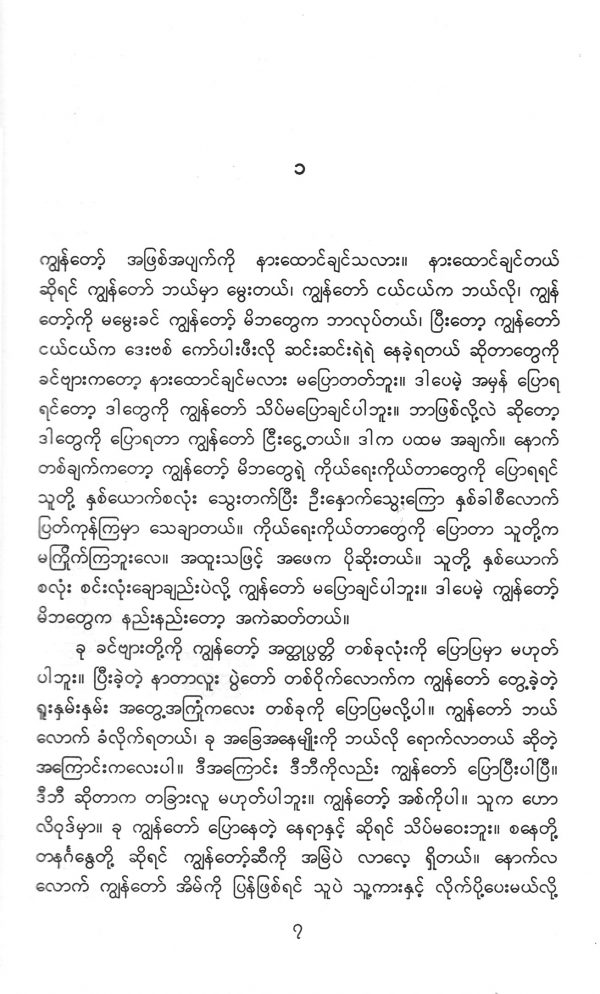 ၁
ကျွန်တော့် အဖြစ်အပျက်ကို နားထောင်ချင်သလား။ နားထောင်ချင်တယ်
ဆိုရင် ကျွန်တော် ဘယ်မှာ မွေးတယ်၊ ကျွန်တော် ငယ်ငယ်က ဘယ်လို၊ ကျွန်
တော့်ကို မမွေးခင် ကျွန်တော့် မိဘတွေက ဘာလုပ်တယ်၊ ပြီးတော့ ကျွန်တော်
ငယ်ငယ်က ဒေးဗစ် ကော်ပါးဖီးလို ဆင်းဆင်းရဲရဲ နေခဲ့ရတယ် ဆိုတာတွေကို
ခင်ဗျားကတော့ နားထောင်ချင်မလား မပြောတတ်ဘူး။ ဒါပေမဲ့ အမှန် ပြောရ
ရင်တော့ ဒါတွေကို ကျွန်တော် သိပ်မပြောချင်ပါဘူး။ ဘာဖြစ်လို့လဲ ဆိုတော့
ဒါတွေကို ပြောရတာ ကျွန်တော် ငြီးငွေ့တယ်။ ဒါက ပထမ အချက်။ နောက်
တစ်ချက်ကတော့ ကျွန်တော့် မိဘတွေရဲ့ ကိုယ်ရေးကိုယ်တာတွေကို ပြောရရင်
သူတို့ နှစ်ယောက်စလုံး သွေးတက်ပြီး ဦးနှောက်သွေးကြော နှစ်ခါစီလောက်
ပြတ်ကုန်ကြမှာ သေချာတယ်။ ကိုယ်ရေးကိုယ်တာတွေကို ပြောတာ သူတို့က
မကြိုက်ကြဘူးလေ။ အထူးသဖြင့် အဖေက ပိုဆိုးတယ်။ သူတို့ နှစ်ယောက်
စလုံး စင်းလုံးချောချည်းပဲလို့ ကျွန်တော် မပြောချင်ပါဘူး။ ဒါပေမဲ့ ကျွန်တော့်
မိဘတွေက နည်းနည်းတော့ အကဲဆတ်တယ်။
ခု ခင်ဗျားတို့ကို ကျွန်တော့် အတ္ထုပ္ပတ္တိ တစ်ခုလုံးကို ပြောပြမှာ မဟုတ်
ပါဘူး။ ပြီးခဲ့တဲ့ နာတာလူး ပွဲတော် တစ်ဝိုက်လောက်က ကျွန်တော် တွေ့ခဲ့တဲ့
ရူးနှမ်းနှမ်း အတွေ့အကြုံကလေး တစ်ခုကို ပြောပြမလို့ပါ။ ကျွန်တော် ဘယ်
လောက် ခံလိုက်ရတယ်၊ ခု အခြေအနေမျိုးကို ဘယ်လို ရောက်လာတယ် ဆိုတဲ့
အကြောင်းကလေးပါ။ ဒီအကြောင်း ဒီဘီကိုလည်း ကျွန်တော် ပြောပြီးပါပြီ။
ဒီဘီ ဆိုတာက တခြားလူ မဟုတ်ပါဘူး။ ကျွန်တော့် အစ်ကိုပါ။ သူက ဟော
လိဝုဒ်မှာ။ ခု ကျွန်တော် ပြောနေတဲ့ နေရာနှင့် ဆိုရင် သိပ်မဝေးဘူး။ စနေတို့
တနင်္ဂနွေတို့ ဆိုရင် ကျွန်တော့်ဆီကို အမြဲပဲ လာလေ့ ရှိတယ်။ နောက်လ
လောက် ကျွန်တော် အိမ်ကို ပြန်ဖြစ်ရင် သူပဲ သူ့ကားနှင့် လိုက်ပို့ပေးမယ်လို့
၇